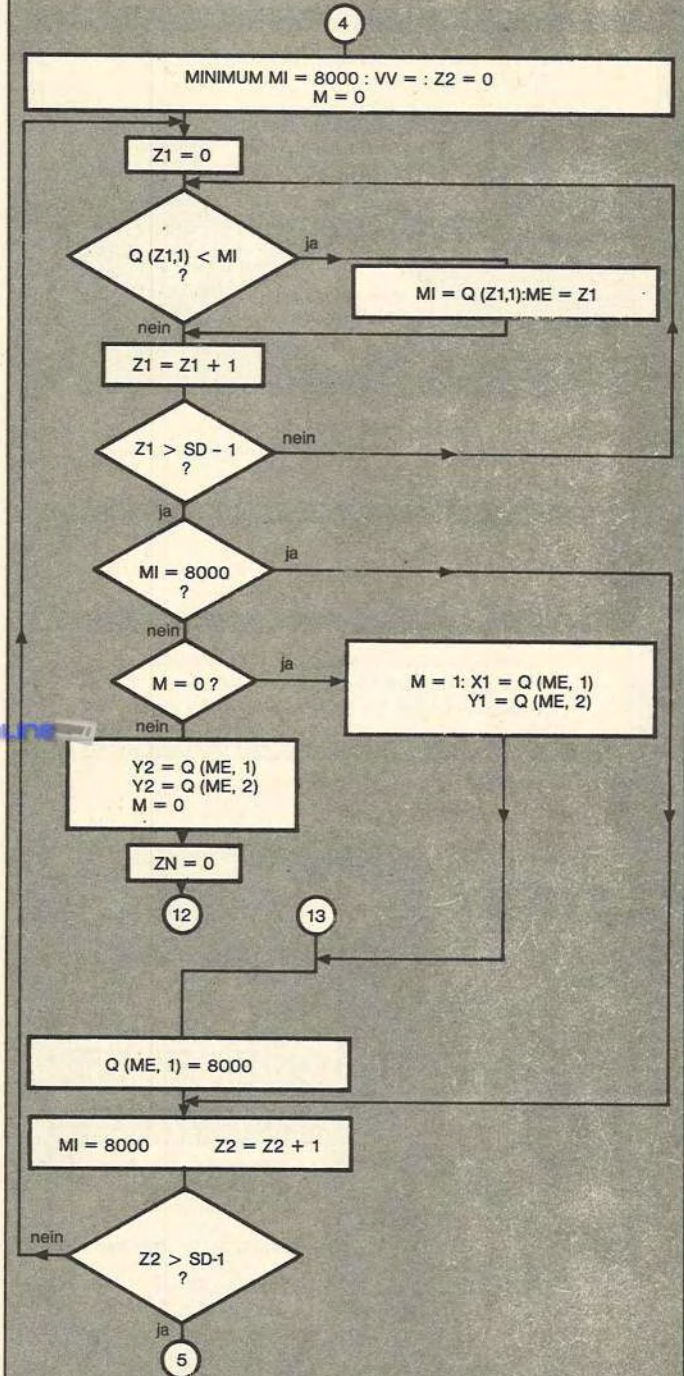 4
MINIMUM MI = 8000 : VV = : Z2 = 0
M = 0
Z1 = 0
Q (Z1,1) < MI
?
ja
MI = Q (Z1,1):ME = Z1
nein
Z1 = Z1 + 1
Z1 > SD - 1
?
nein
ja
MI = 8000
?
ja
nein
M = 0 ?
ja
M = 1: X1 = Q (ME, 1)
Y1 = Q (ME, 2)
nein
Y2 = Q (ME, 1)
Y2 = Q (ME, 2)
M = 0
ZN = 0
12
13
Q (ME, 1) = 8000
MI = 8000 Z2 = Z2 + 1
nein
Z2 > SD-1
?
ja
5